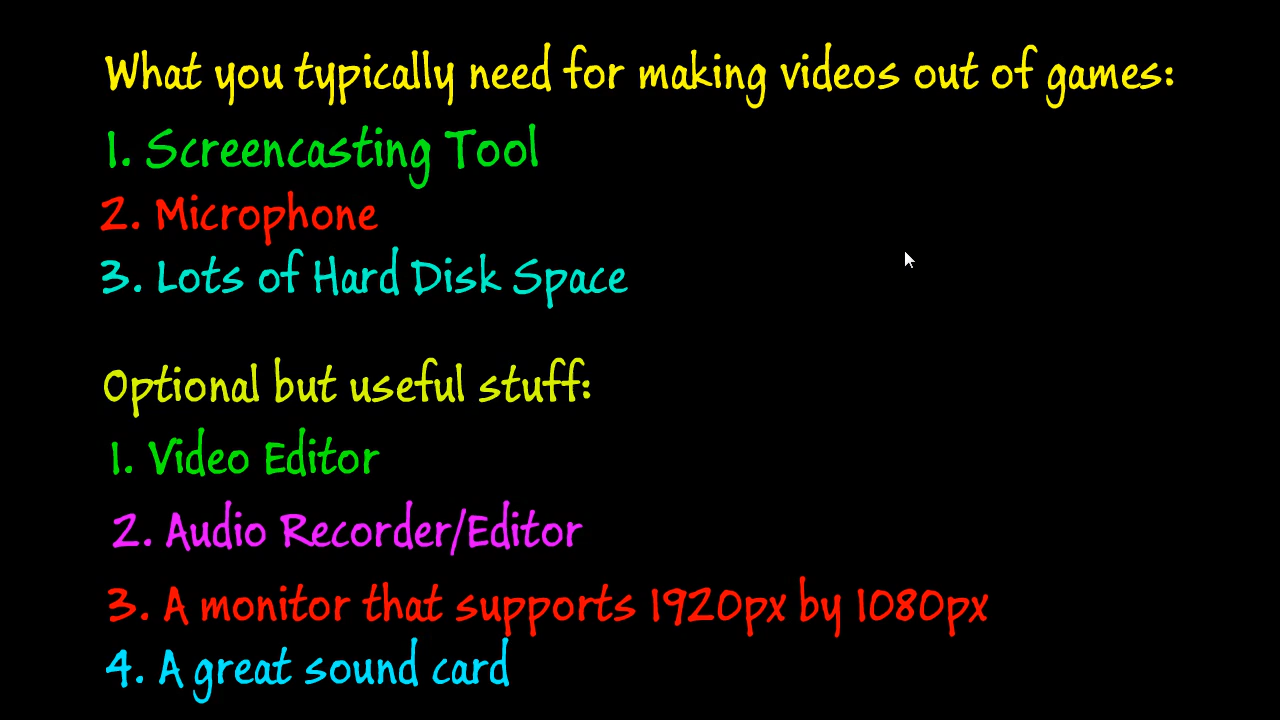 What you typically need for making videos out of games:
1. Screencasting Tool
2. Microphone
3. Lots of Hard Disk Space
Optional but useful stuff:
1. Video Editor
2. Audio Recorder/Editor
3. A monitor that supports 1920px by 1080px
4. A great sound card